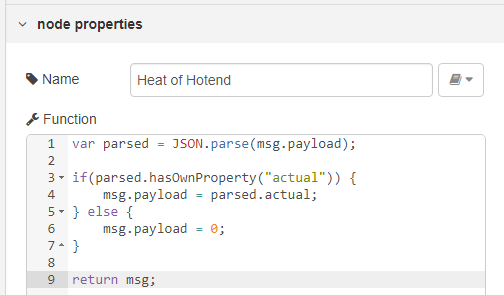 node properties
Name
Heat of Hotend
Function
1 var parsed = JSON.parse(msg.payload);
2
3 if(parsed.hasOwnProperty("actual")) {
4     msg.payload = parsed.actual;
5 } else {
6     msg.payload = 0;
7 }
8
9 return msg;